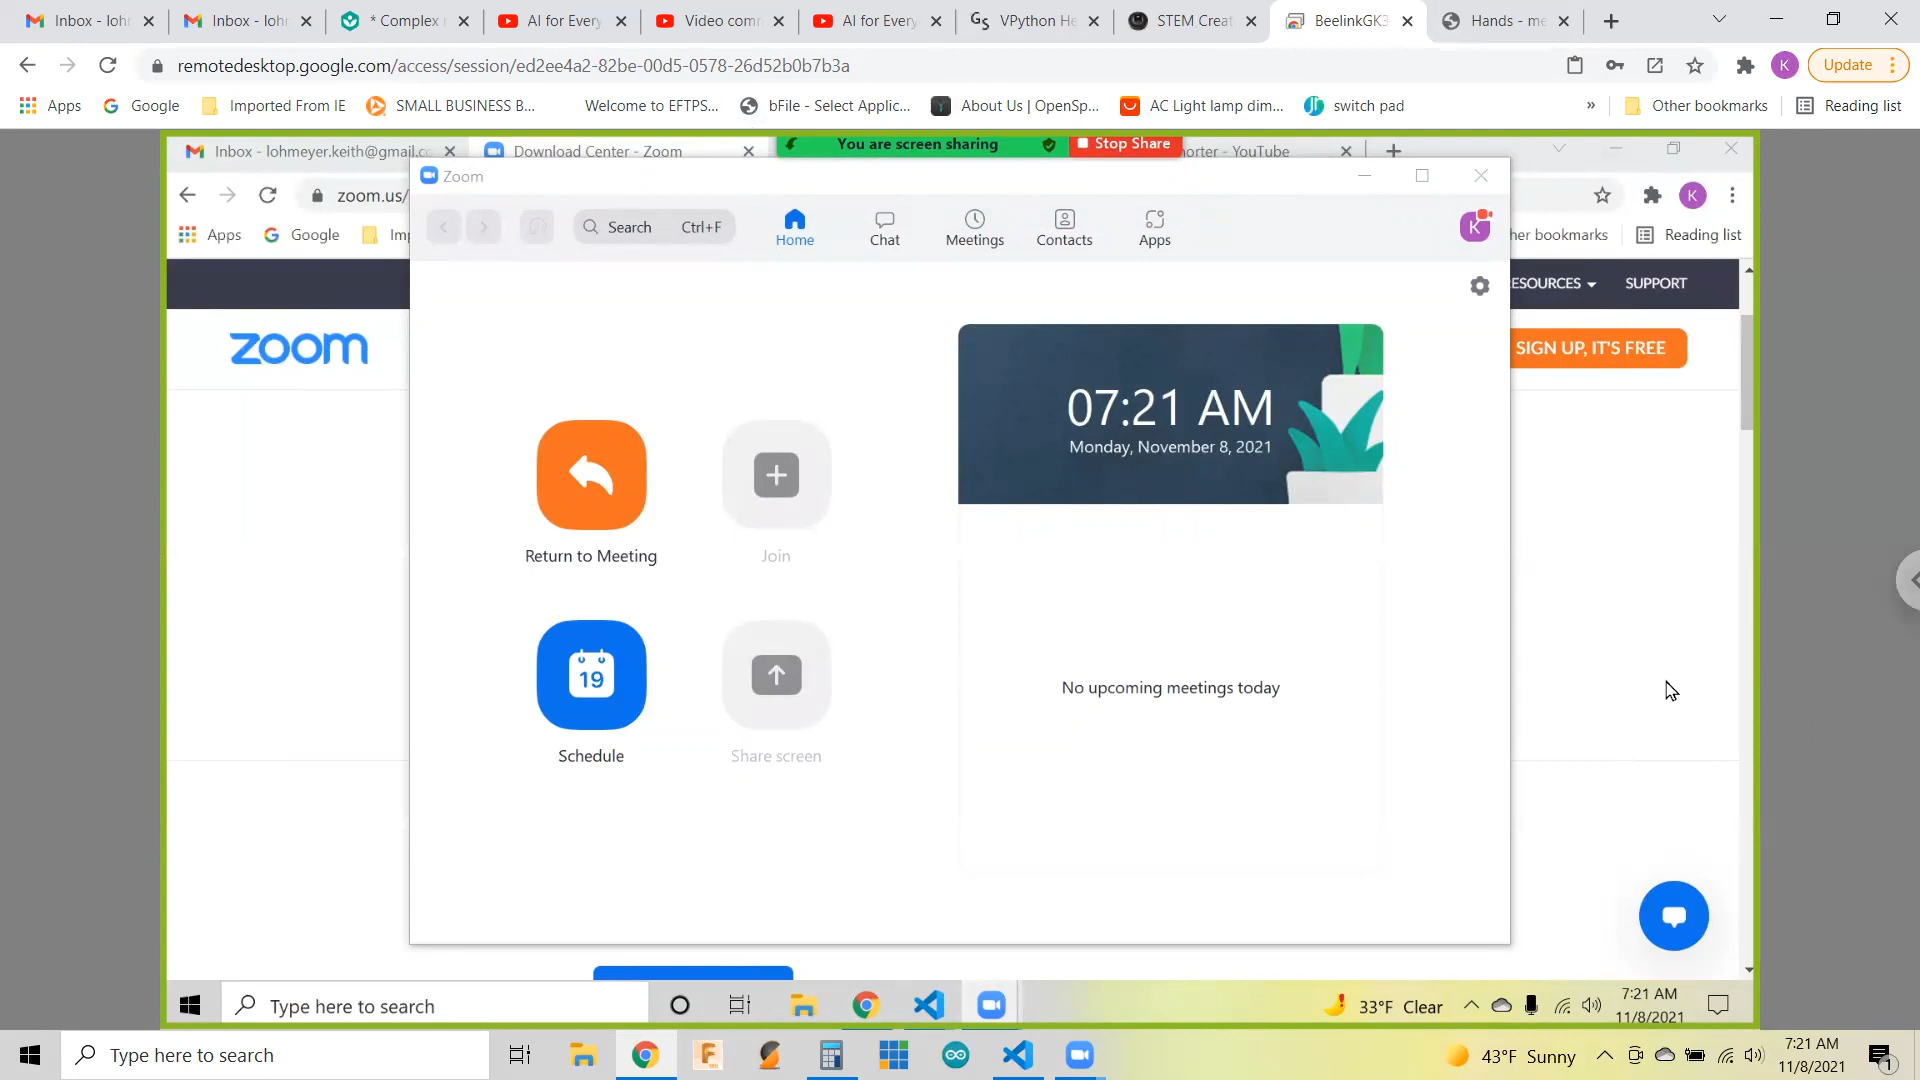 Inbox - lohr
Inbox - lohr
* Complex
AI for Every
Video com
AI for Every
VPython He
STEM Creat
BeelinkGK3
Hands - me
remotedesktop.google.com/access/session/ed2ee4a2-82be-00d5-0578-26d52b0b7b3a
K
Update
Apps
Google
Imported From IE
SMALL BUSINESS B...
Welcome to EFTPS...
bFile - Select Applic...
About Us | OpenSp...
AC Light lamp dim...
switch pad
»
Other bookmarks
Reading list
Inbox - lohmeyer.keith@gmail.c
Download Center - Zoom
You are screen sharing
Stop Share
orter - YouTube
Zoom
zoom.us/
K
Search Ctrl+F
Home
Chat
Meetings
Contacts
Apps
K
Apps
Google
Im
her bookmarks
Reading list
ESOURCES
SUPPORT
zoom
SIGN UP, IT'S FREE
07:21 AM
Monday, November 8, 2021
Return to Meeting
Join
19
Schedule
Share screen
No upcoming meetings today
Type here to search
33°F Clear
7:21 AM
11/8/2021
Type here to search
43°F Sunny
7:21 AM
11/8/2021
1